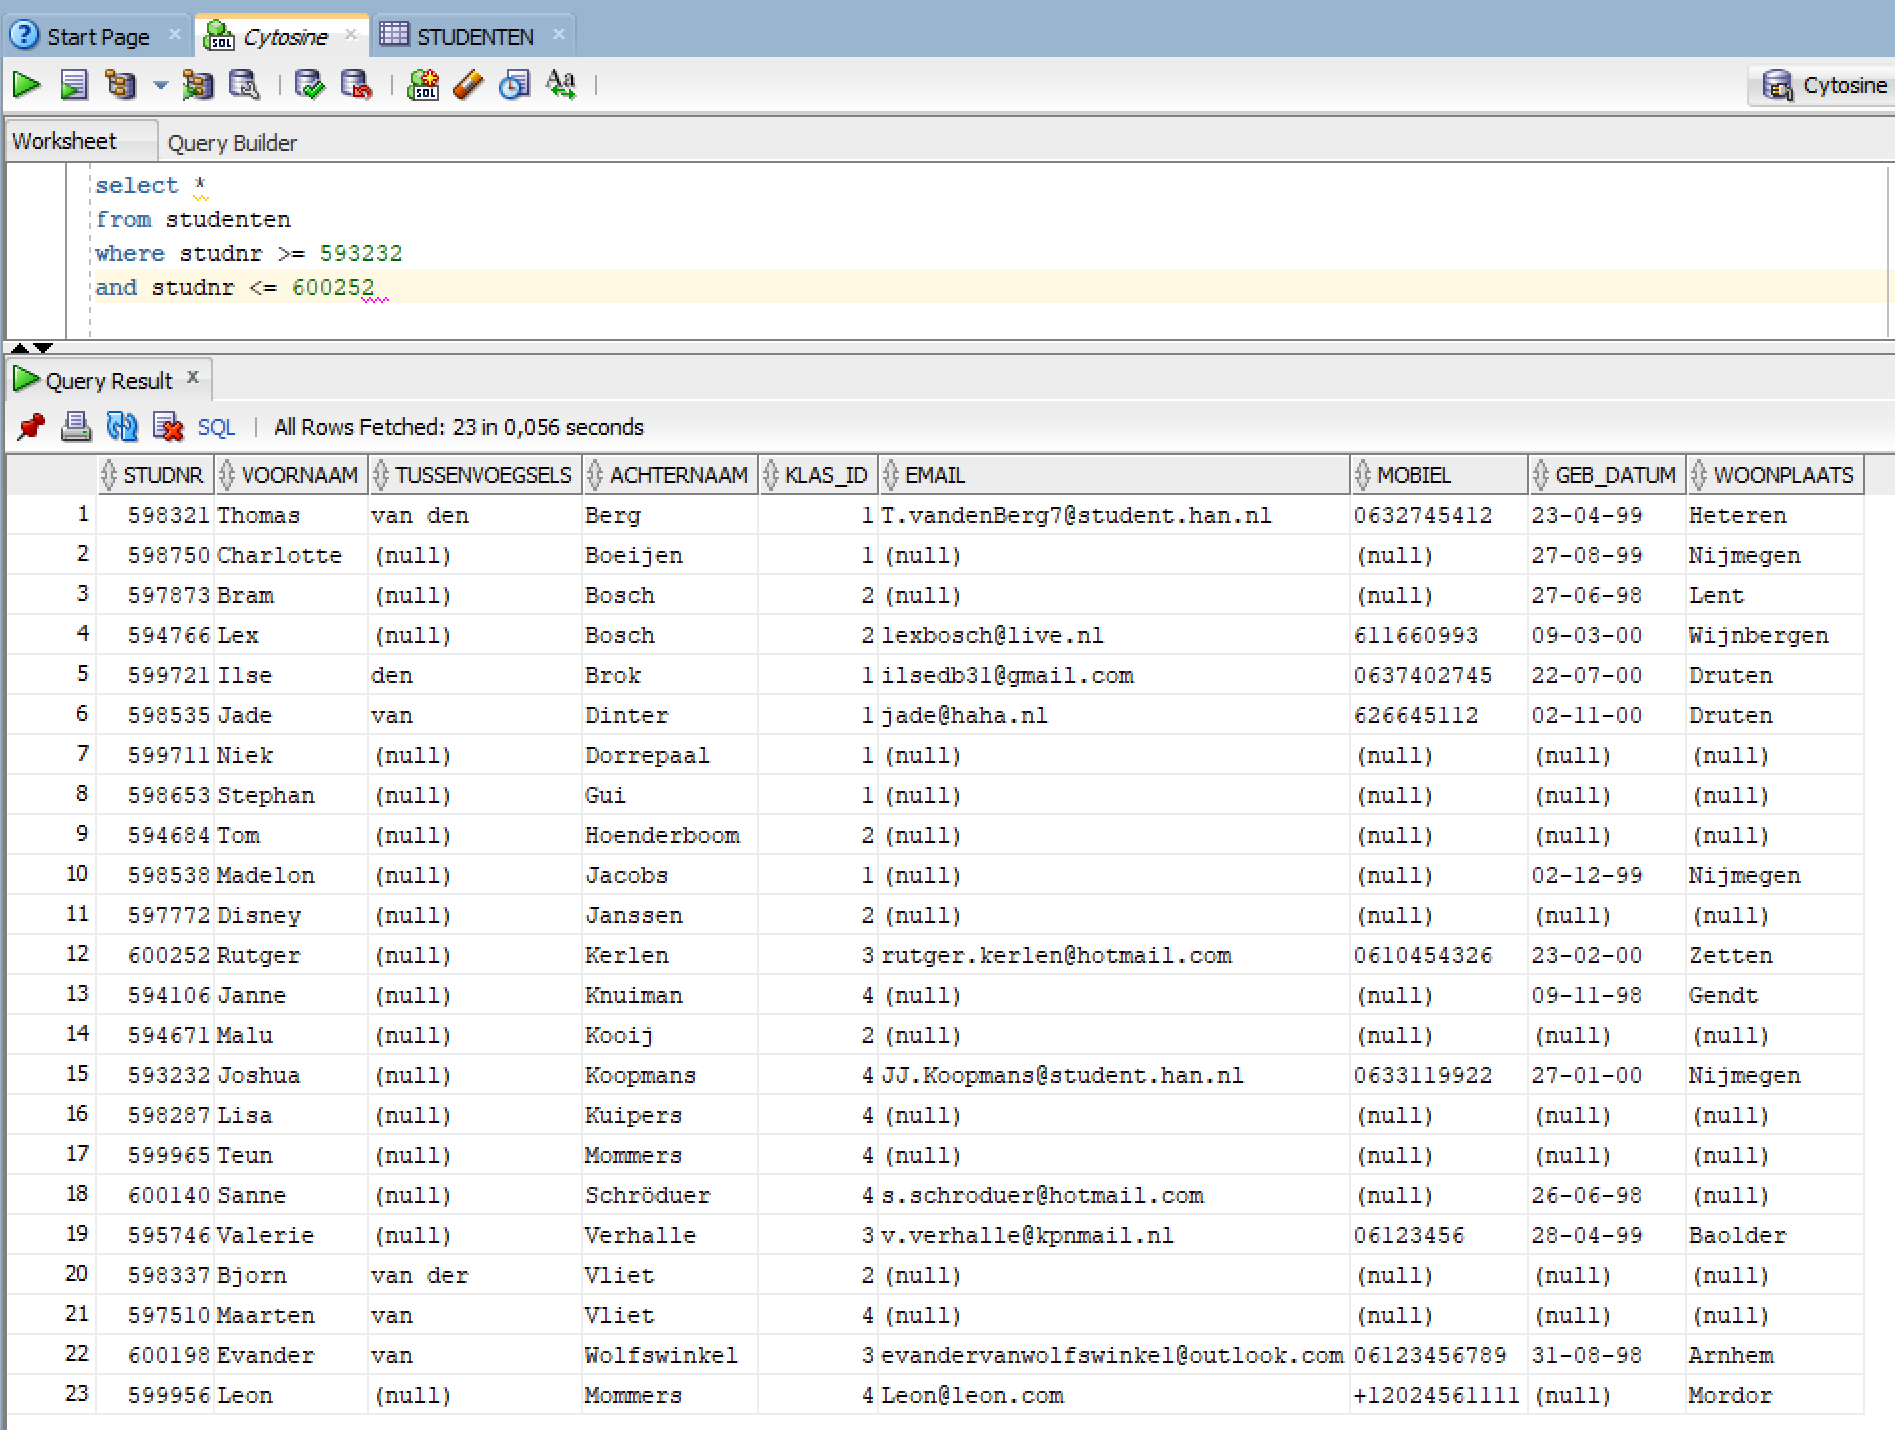 Start Page
Cytosine
STUDENTEN
Cytosine
Worksheet
Query Builder
select *
from studenten
where studnr >= 593232
and studnr <= 600252
Query Result
SQL | All Rows Fetched: 23 in 0,056 seconds
STUDNR VOORNAAM TUSSENVOEGSELS ACHTERNAAM KLAS_ID EMAIL MOBIEL GEB_DATUM WOONPLAATS
1 598321 Thomas van den Berg 1 T.vandenBerg7@student.han.nl 0632745412 23-04-99 Heteren
2 598750 Charlotte (null) Boeijen 1 (null) (null) 27-08-99 Nijmegen
3 597873 Bram (null) Bosch 2 (null) (null) 27-06-98 Lent
4 594766 Lex (null) Bosch 2 lexbosch@live.nl 611660993 09-03-00 Wijnbergen
5 599721 Ilse den Brok 1 ilsedb31@gmail.com 0637402745 22-07-00 Druten
6 598535 Jade van Dinter 1 jade@haha.nl 626645112 02-11-00 Druten
7 599711 Niek (null) Dorrepaal 1 (null) (null) (null) (null)
8 598653 Stephan (null) Gui 1 (null) (null) (null) (null)
9 594684 Tom (null) Hoenderboom 2 (null) (null) (null) (null)
10 598538 Madelon (null) Jacobs 1 (null) (null) 02-12-99 Nijmegen
11 597772 Disney (null) Janssen 2 (null) (null) (null) (null)
12 600252 Rutger (null) Kerlen 3 rutger.kerlen@hotmail.com 0610454326 23-02-00 Zetten
13 594106 Janne (null) Knuiman 4 (null) (null) 09-11-98 Gendt
14 594671 Malu (null) Kooij 2 (null) (null) (null) (null)
15 593232 Joshua (null) Koopmans 4 JJ.Koopmans@student.han.nl 0633119922 27-01-00 Nijmegen
16 598287 Lisa (null) Kuipers 4 (null) (null) (null) (null)
17 599965 Teun (null) Mommers 4 (null) (null) (null) (null)
18 600140 Sanne (null) Schröduer 4 s.schroduer@hotmail.com (null) 26-06-98 (null)
19 595746 Valerie (null) Verhalle 3 v.verhalle@kpnmail.nl 06123456 28-04-99 Baolder
20 598337 Bjorn van der Vliet 2 (null) (null) (null) (null)
21 597510 Maarten van Vliet 4 (null) (null) (null) (null)
22 600198 Evander van Wolfswinkel 3 evandervanwolfswinkel@outlook.com 06123456789 31-08-98 Arnhem
23 599956 Leon (null) Mommers 4 Leon@leon.com +12024561111 (null) Mordor